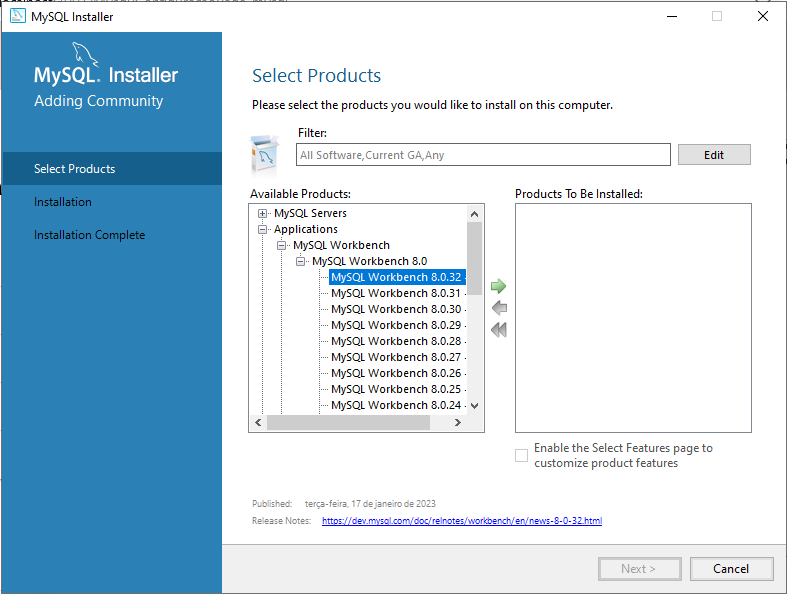 MySQL Installer
MySQL. Installer
Adding Community
Select Products
Installation
Installation Complete
Select Products
Please select the products you would like to install on this computer.
Filter:
All Software,Current GA,Any
Edit
Available Products:
MySQL Servers
Applications
MySQL Workbench
MySQL Workbench 8.0
MySQL Workbench 8.0.32 -
MySQL Workbench 8.0.31 -
MySQL Workbench 8.0.30 -
MySQL Workbench 8.0.29 -
MySQL Workbench 8.0.28 -
MySQL Workbench 8.0.27 -
MySQL Workbench 8.0.26 -
MySQL Workbench 8.0.25 -
MySQL Workbench 8.0.24 -
Products To Be Installed:
Enable the Select Features page to
customize product features
Published: terça-feira, 17 de janeiro de 2023
Release Notes: https://dev.mysql.com/doc/relnotes/workbench/en/news-8-0-32.html
Next >
Cancel